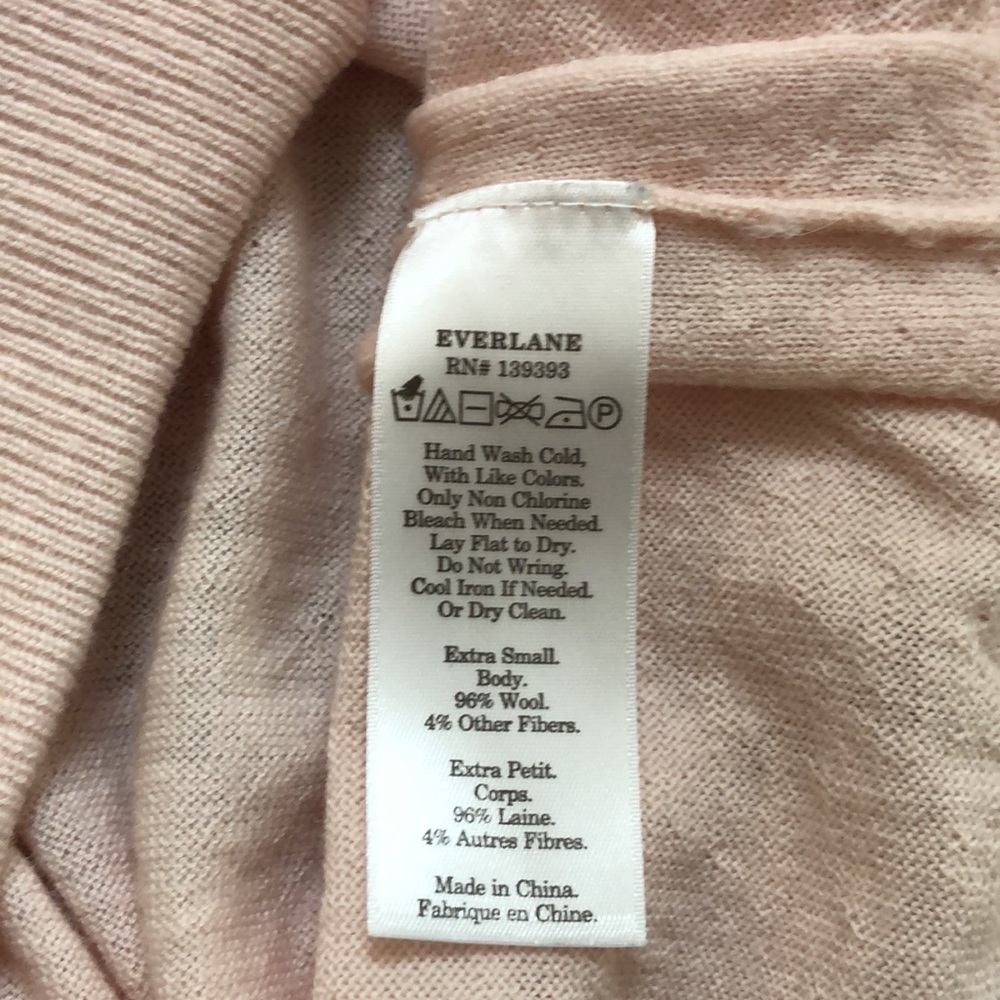 EVERLANE
RN# 139393
P
Hand Wash Cold,
With Like Colors.
Only Non Chlorine
Bleach When Needed.
Lay Flat to Dry.
Do Not Wring.
Cool Iron If Needed.
Or Dry Clean.
Extra Small.
Body.
96% Wool.
4% Other Fibers.
Extra Petit.
Corps.
96% Laine.
4% Autres Fibres.
Made in China.
Fabrique en Chine.